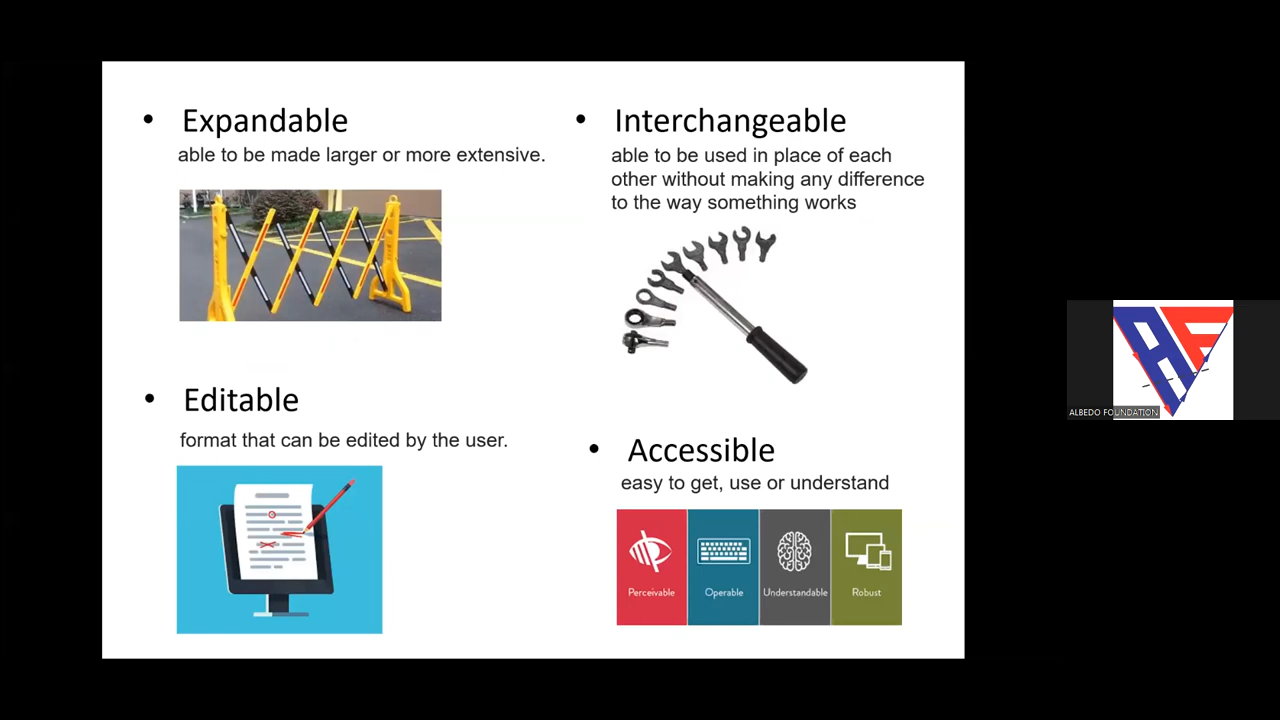 • Expandable
able to be made larger or more extensive.
• Interchangeable
able to be used in place of each
other without making any difference
to the way something works
• Editable
format that can be edited by the user.
• Accessible
easy to get, use or understand
Perceivable
Operable
Understandable
Robust
AF
ALBEDO FOUNDATION